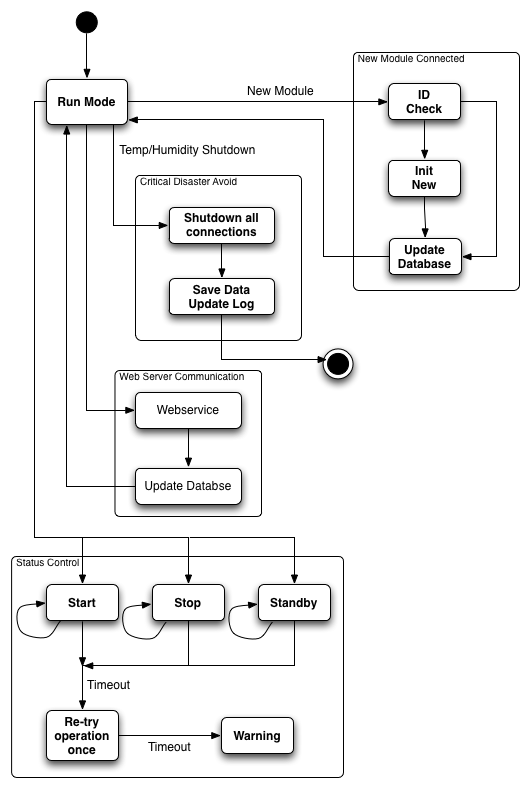 New Module Connected
Run Mode
New Module
ID
Check
Temp/Humidity Shutdown
Init
New
Critical Disaster Avoid
Shutdown all
connections
Update
Database
Save Data
Update Log
Web Server Communication
Webservice
Update Databse
Status Control
Start
Stop
Standby
Timeout
Re-try
operation
once
Timeout
Warning